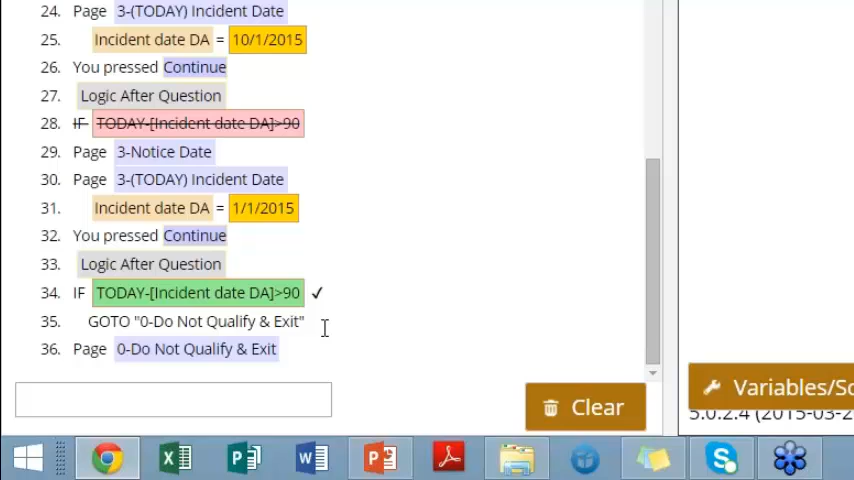 24. Page 3-(TODAY) Incident Date
25. Incident date DA = 10/1/2015
26. You pressed Continue
27. Logic After Question
28. IF TODAY-[Incident date DA]>90
29. Page 3-Notice Date
30. Page 3-(TODAY) Incident Date
31. Incident date DA = 1/1/2015
32. You pressed Continue
33. Logic After Question
34. IF TODAY-[Incident date DA]>90 ✓
35. GOTO "0-Do Not Qualify & Exit"
36. Page 0-Do Not Qualify & Exit
Clear
Variables/So
5.0.2.4 (2015-03-2